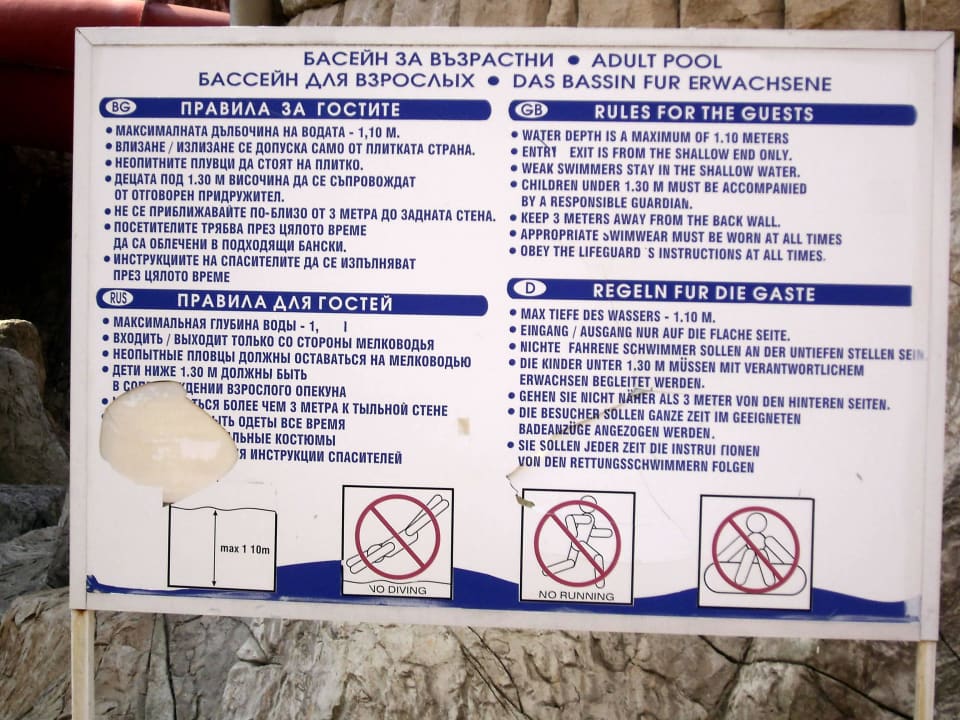 БАСЕЙН ЗА ВЪЗРАСТНИ • ADULT POOL
БАССЕЙН ДЛЯ ВЗРОСЛЫХ • DAS BASSIN FUR ERWACHSENE
BG ПРАВИЛА ЗА ГОСТИТЕ
• МАКСИМАЛНАТА ДЪЛБОЧИНА НА ВОДАТА - 1,10 М.
• ВЛИЗАНЕ / ИЗЛИЗАНЕ СЕ ДОПУСКА САМО ОТ ПЛИТКАТА СТРАНА.
• НЕОПИТНИТЕ ПЛУВЦИ ДА СТОЯТ НА ПЛИТКО.
• ДЕЦАТА ПОД 1.30 М ВИСОЧИНА ДА СЕ СЪПРОВОЖДАТ
ОТ ОТГОВОРЕН ПРИДРУЖИТЕЛ.
• НЕ СЕ ПРИБЛИЖАВАЙТЕ ПО-БЛИЗО ОТ 3 МЕТРА ДО ЗАДНАТА СТЕНА.
• ПОСЕТИТЕЛИТЕ ТРЯБВА ПРЕЗ ЦЯЛОТО ВРЕМЕ
ДА СА ОБЛЕЧЕНИ В ПОДХОДЯЩИ БАНСКИ.
• ИНСТРУКЦИИТЕ НА СПАСИТЕЛИТЕ ДА СЕ ИЗПЪЛНЯВАТ
ПРЕЗ ЦЯЛОТО ВРЕМЕ
RUS ПРАВИЛА ДЛЯ ГОСТЕЙ
• МАКСИМАЛЬНАЯ ГЛУБИНА ВОДЫ - 1,
• ВХОДИТЬ / ВЫХОДИТ ТОЛЬКО СО СТОРОНЫ МЕЛКОВОДЬЯ
• НЕОПЫТНЫЕ ПЛОВЦЫ ДОЛЖНЫ ОСТАВАТЬСЯ НА МЕЛКОВОДЬЮ
• ДЕТИ НИЖЕ 1.30 М ДОЛЖНЫ БЫТЬ
В ВЗРОСЛОГО ОПЕКУНА
БОЛЕЕ ЧЕМ 3 МЕТРА К ТЫЛЬНОЙ СТЕНЕ
ОДЕТЫ ВСЕ ВРЕМЯ
КОСТЮМЫ
ИНСТРУКЦИИ СПАСИТЕЛЕЙ
GB RULES FOR THE GUESTS
• WATER DEPTH IS A MAXIMUM OF 1.10 METERS
• ENTRY EXIT IS FROM THE SHALLOW END ONLY.
• WEAK SWIMMERS STAY IN THE SHALLOW WATER.
• CHILDREN UNDER 1.30 M MUST BE ACCOMPANIED
BY A RESPONSIBLE GUARDIAN.
• KEEP 3 METERS AWAY FROM THE BACK WALL.
• APPROPRIATE SWIMWEAR MUST BE WORN AT ALL TIMES
• OBEY THE LIFEGUARD 'S INSTRUCTIONS AT ALL TIMES.
D REGELN FUR DIE GASTE
• MAX TIEFE DES WASSERS - 1.10 M.
• EINGANG / AUSGANG NUR AUF DIE FLACHE SEITE.
• NICHTE FAHRENE SCHWIMMER SOLLEN AN DER UNTIEFEN STELLEN SEIN.
• DIE KINDER UNTER 1.30 M MÜSSEN MIT VERANTWORTLICHEM
ERWACHSEN BEGLEITET WERDEN.
• GEHEN SIE NICHT NÄHER ALS 3 METER VON DEN HINTEREN SEITEN.
• DIE BESUCHER SOLLEN GANZE ZEIT IM GEEIGNETEN
BADEANZÜGE ANGEZOGEN WERDEN.
• SIE SOLLEN JEDER ZEIT DIE
VON DEN RETTUNGSSCHWIMMERN FOLGEN
max 1 10m
NO DIVING
NO RUNNING